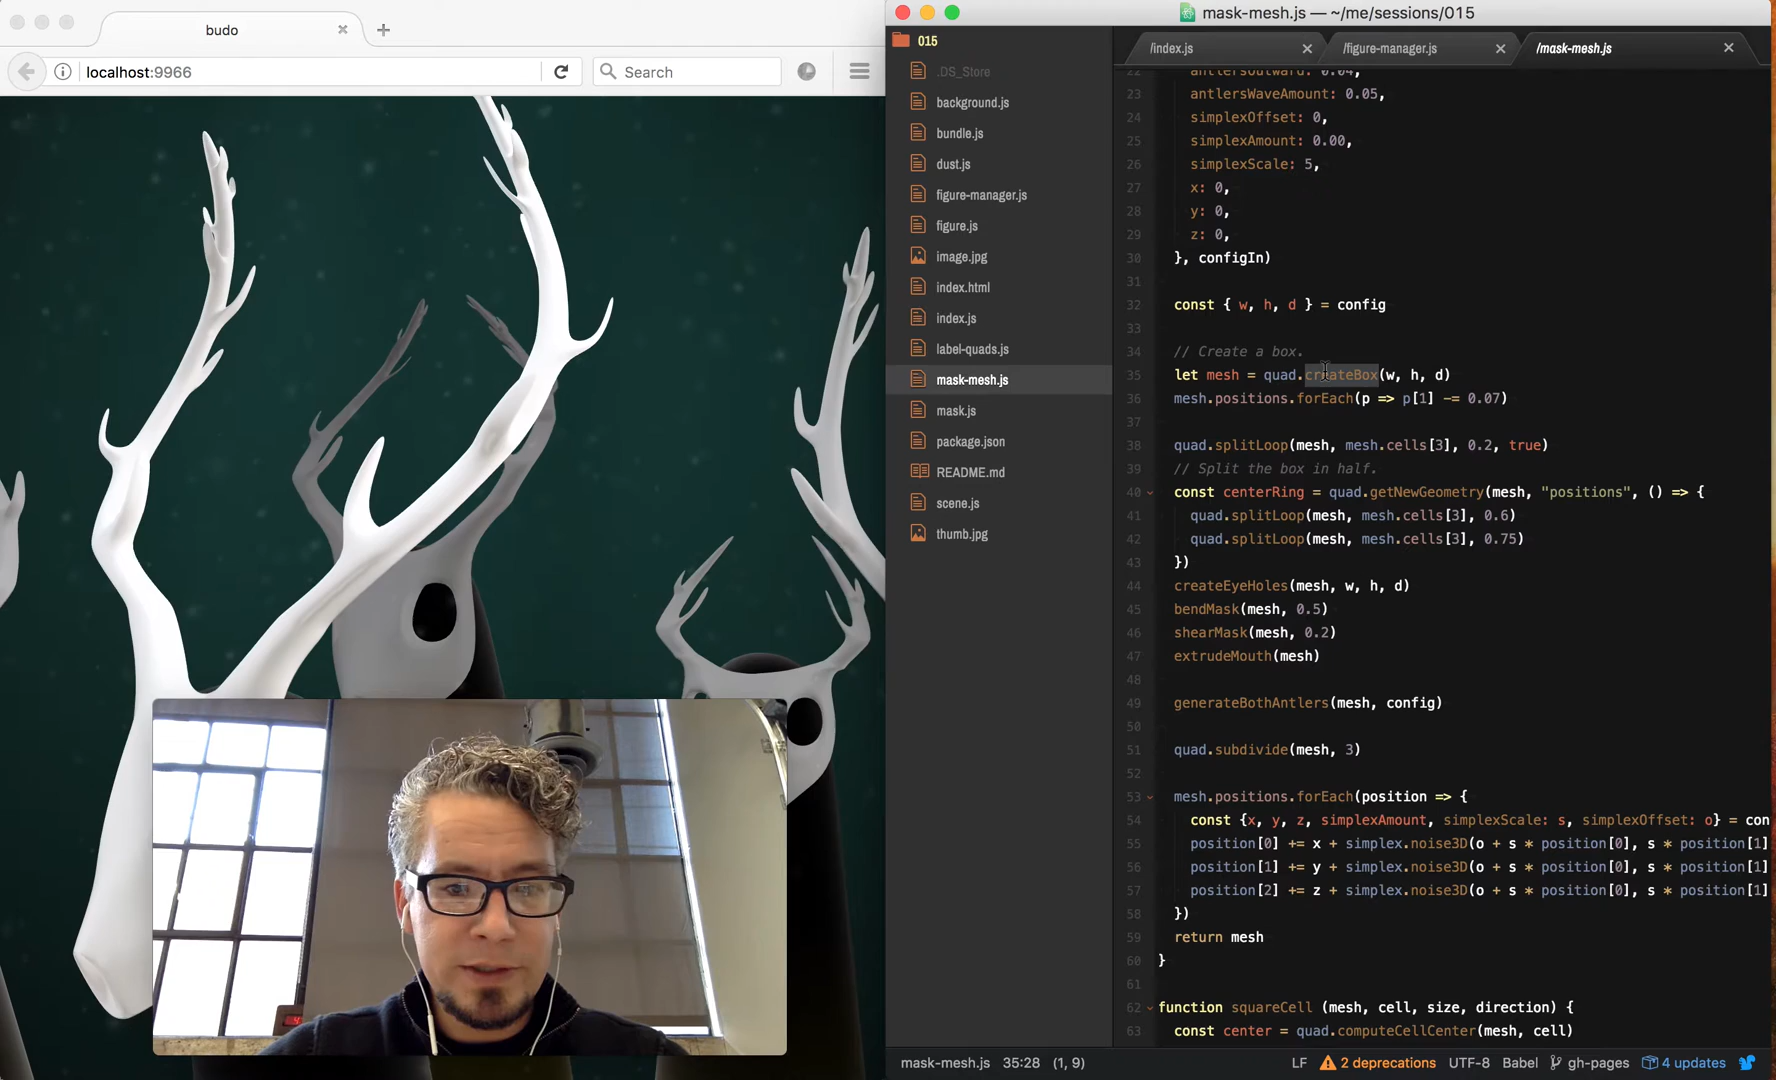 budo
localhost:9966
Search
mask-mesh.js — ~/me/sessions/015
015
.DS_Store
background.js
bundle.js
dust.js
figure-manager.js
figure.js
image.jpg
index.html
index.js
label-quads.js
mask-mesh.js
mask.js
package.json
README.md
scene.js
thumb.jpg
/index.js
/figure-manager.js
/mask-mesh.js
22 antlersOutward: 0.04,
23 antlersWaveAmount: 0.05,
24 simplexOffset: 0,
25 simplexAmount: 0.00,
26 simplexScale: 5,
27 x: 0,
28 y: 0,
29 z: 0,
30 }, configIn)
31
32 const { w, h, d } = config
33
34 // Create a box.
35 let mesh = quad.createBox(w, h, d)
36 mesh.positions.forEach(p => p[1] -= 0.07)
37
38 quad.splitLoop(mesh, mesh.cells[3], 0.2, true)
39 // Split the box in half.
40 const centerRing = quad.getNewGeometry(mesh, "positions", () => {
41 quad.splitLoop(mesh, mesh.cells[3], 0.6)
42 quad.splitLoop(mesh, mesh.cells[3], 0.75)
43 })
44 createEyeHoles(mesh, w, h, d)
45 bendMask(mesh, 0.5)
46 shearMask(mesh, 0.2)
47 extrudeMouth(mesh)
48
49 generateBothAntlers(mesh, config)
50
51 quad.subdivide(mesh, 3)
52
53 mesh.positions.forEach(position => {
54 const {x, y, z, simplexAmount, simplexScale: s, simplexOffset: o} = con
55 position[0] += x + simplex.noise3D(o + s * position[0], s * position[1]
56 position[1] += y + simplex.noise3D(o + s * position[0], s * position[1]
57 position[2] += z + simplex.noise3D(o + s * position[0], s * position[1]
58 })
59 return mesh
60 }
61
62 function squareCell (mesh, cell, size, direction) {
63 const center = quad.computeCellCenter(mesh, cell)
mask-mesh.js 35:28 (1, 9)
LF 2 deprecations UTF-8 Babel gh-pages 4 updates